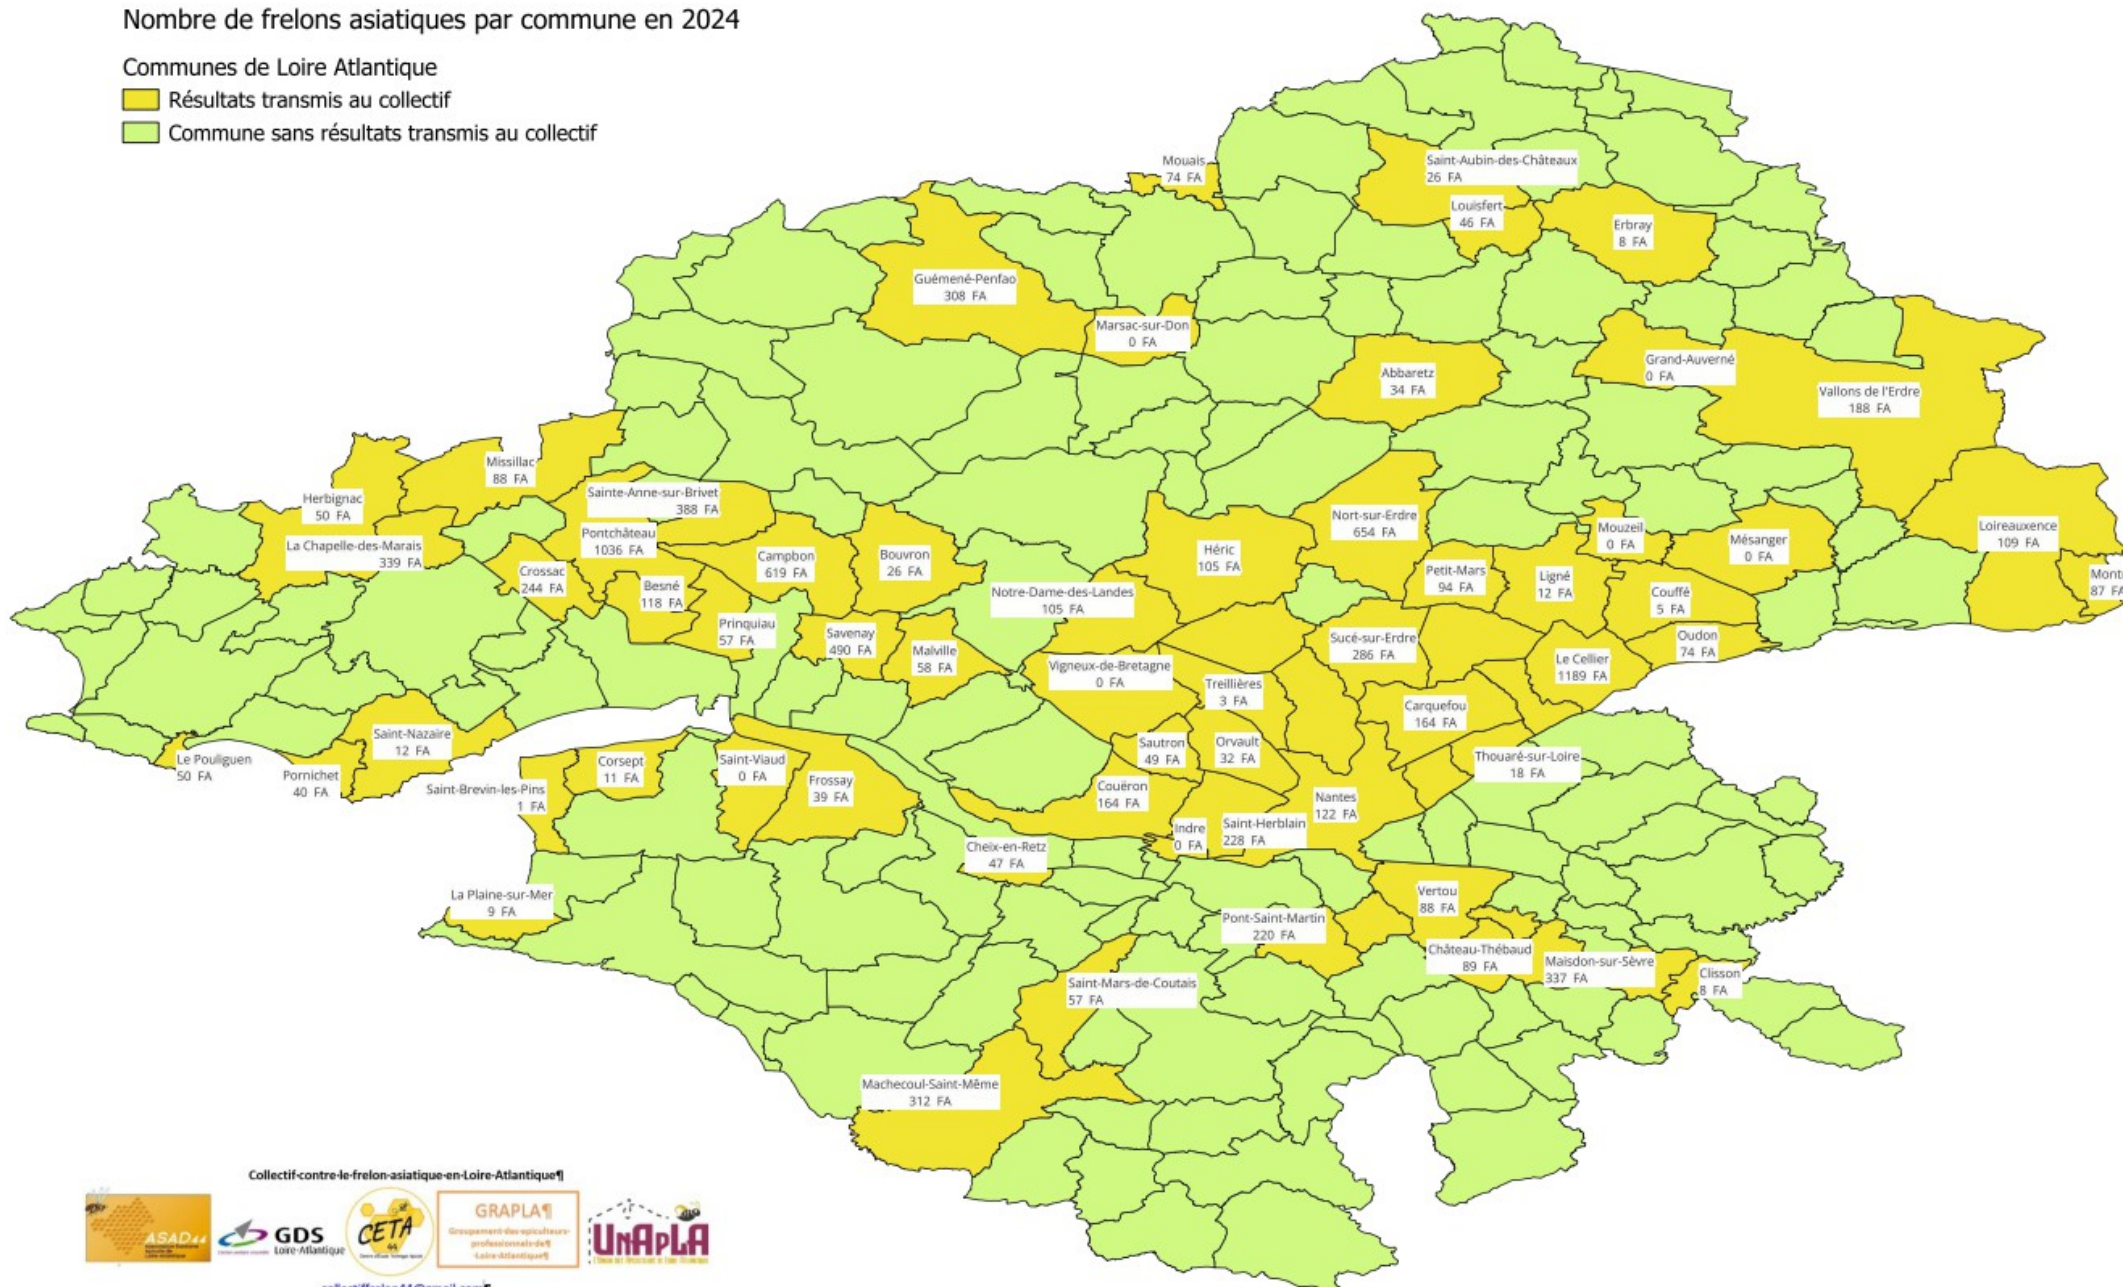 Nombre de frelons asiatiques par commune en 2024
Communes de Loire Atlantique
Résultats transmis au collectif
Commune sans résultats transmis au collectif
Mouais
74 FA
Saint-Aubin-des-Châteaux
26 FA
Louisfert
46 FA
Erbray
8 FA
Guémené-Penfao
308 FA
Marsac-sur-Don
0 FA
Abbaretz
34 FA
Grand-Auverné
0 FA
Vallons de l'Erdre
188 FA
Missillac
88 FA
Herbignac
50 FA
Sainte-Anne-sur-Brivet
388 FA
La Chapelle-des-Marais
339 FA
Pontchâteau
1036 FA
Crossac
244 FA
Besné
118 FA
Campbon
619 FA
Bouvron
26 FA
Prinquiau
57 FA
Savenay
490 FA
Malville
58 FA
Notre-Dame-des-Landes
105 FA
Héric
105 FA
Nort-sur-Erdre
654 FA
Mouzeil
0 FA
Mésanger
0 FA
Loireauxence
109 FA
Petit-Mars
94 FA
Ligné
12 FA
Couffé
5 FA
Montr
87 FA
Sucé-sur-Erdre
286 FA
Oudon
74 FA
Le Cellier
1189 FA
Vigneux-de-Bretagne
0 FA
Treillières
3 FA
Carquefou
164 FA
Saint-Nazaire
12 FA
Le Pouliguen
50 FA
Pornichet
40 FA
Saint-Brevin-les-Pins
1 FA
Corsept
11 FA
Saint-Viaud
0 FA
Frossay
39 FA
Sautron
49 FA
Orvault
32 FA
Thouaré-sur-Loire
18 FA
Couëron
164 FA
Nantes
122 FA
Indre
0 FA
Saint-Herblain
228 FA
Cheix-en-Retz
47 FA
La Plaine-sur-Mer
9 FA
Vertou
88 FA
Pont-Saint-Martin
220 FA
Château-Thébaud
89 FA
Maisdon-sur-Sèvre
337 FA
Clisson
8 FA
Saint-Mars-de-Coutais
57 FA
Machecoul-Saint-Même
312 FA
Collectif·contre·le·frelon·asiatique·en·Loire-Atlantique¶
ASAD44
GDS
Loire-Atlantique
CETA
44
GRAPLA¶
Groupement·des·apiculteurs·
professionnels·de¶
Loire-Atlantique¶
UNAPLA